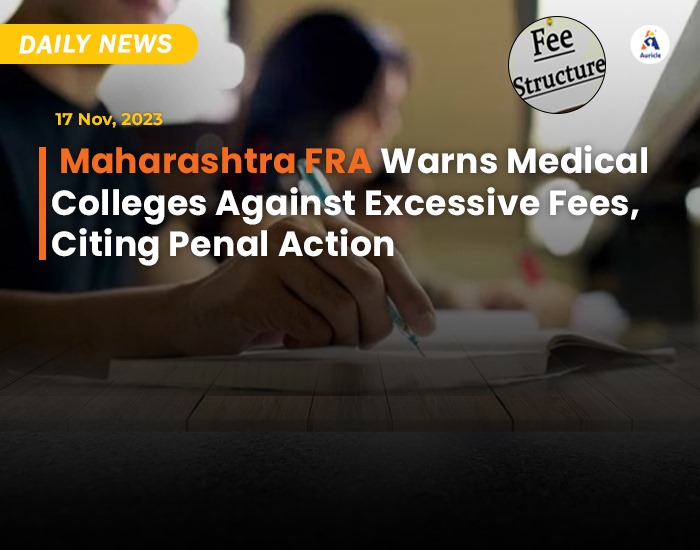 DAILY NEWS
Fee
Structure
Auricle
17 Nov, 2023
Maharashtra FRA Warns Medical
Colleges Against Excessive Fees,
Citing Penal Action